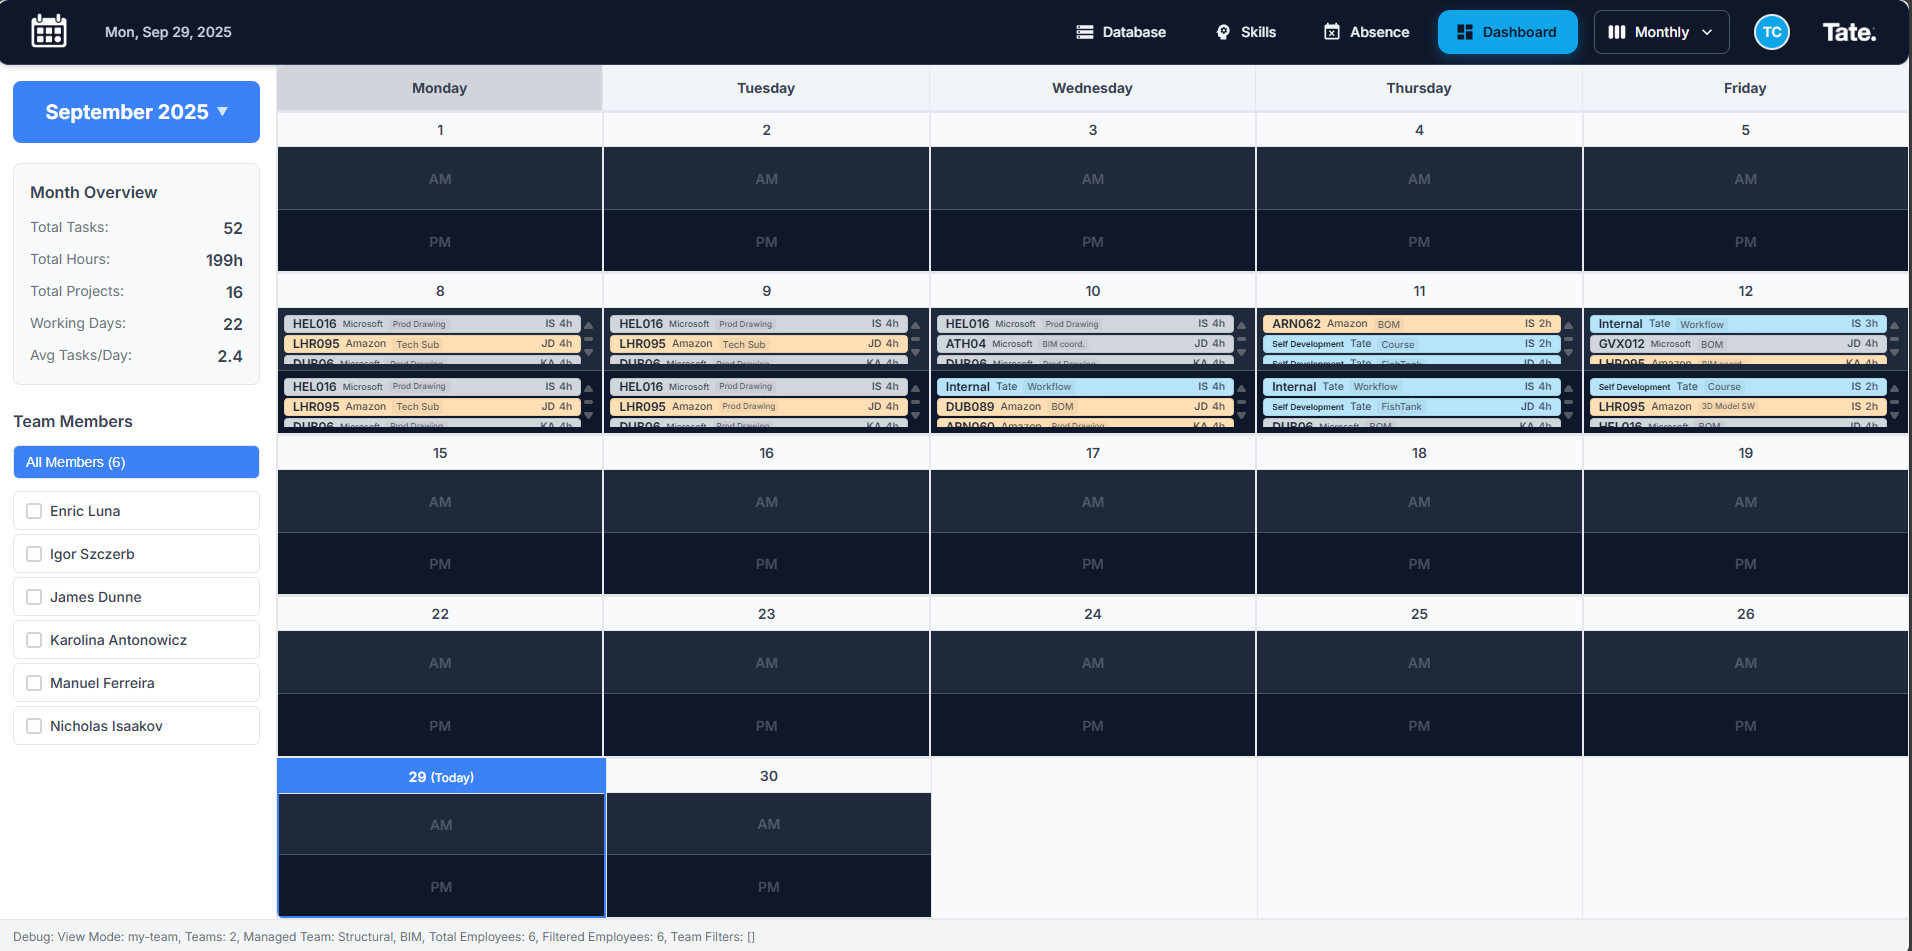 Mon, Sep 29, 2025 Database Skills Absence Dashboard Monthly TC Tate.
September 2025
Month Overview
Total Tasks: 52
Total Hours: 199h
Total Projects: 16
Working Days: 22
Avg Tasks/Day: 2.4
Team Members
All Members (6)
Enric Luna
Igor Szczerb
James Dunne
Karolina Antonowicz
Manuel Ferreira
Nicholas Isaakov
Monday Tuesday Wednesday Thursday Friday
1 2 3 4 5
AM AM AM AM AM
PM PM PM PM PM
8 9 10 11 12
HEL016 Microsoft Prod Drawing IS 4h
LHR095 Amazon Tech Sub JD 4h
DUB06 Microsoft Prod Drawing KA 4h
HEL016 Microsoft Prod Drawing IS 4h
LHR095 Amazon Tech Sub JD 4h
DUB06 Microsoft Prod Drawing KA 4h
HEL016 Microsoft Prod Drawing IS 4h
LHR095 Amazon Tech Sub JD 4h
DUB06 Microsoft Prod Drawing KA 4h
HEL016 Microsoft Prod Drawing IS 4h
LHR095 Amazon Prod Drawing JD 4h
DUB06 Microsoft Prod Drawing KA 4h
HEL016 Microsoft Prod Drawing IS 4h
ATH04 Microsoft BIM coord. JD 4h
DUB06 Microsoft Prod Drawing KA 4h
Internal Tate Workflow IS 4h
DUB089 Amazon BOM JD 4h
ARN060 Amazon Prod Drawing KA 4h
ARN062 Amazon BOM IS 2h
Self Development Tate Course IS 2h
Self Development Tate FishTank JD 4h
Internal Tate Workflow IS 4h
Self Development Tate FishTank JD 4h
DUB06 Microsoft BOM KA 4h
Internal Tate Workflow IS 3h
GVX012 Microsoft BOM JD 4h
LHR095 Amazon BIM coord. KA 4h
Self Development Tate Course IS 2h
LHR095 Amazon 3D Model SW IS 2h
HEL016 Microsoft BOM JD 4h
15 16 17 18 19
AM AM AM AM AM
PM PM PM PM PM
22 23 24 25 26
AM AM AM AM AM
PM PM PM PM PM
29 (Today) 30
AM AM
PM PM
Debug: View Mode: my-team, Teams: 2, Managed Team: Structural, BIM, Total Employees: 6, Filtered Employees: 6, Team Filters: []